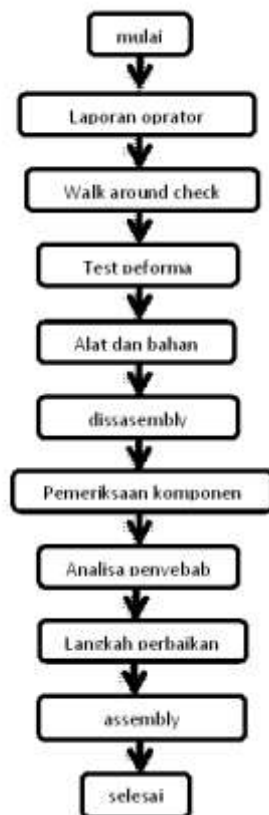 mulai
Laporan oprator
Walk around check
Test peforma
Alat dan bahan
dissasembly
Pemeriksaan komponen
Analisa penyebab
Langkah perbaikan
assembly
selesai